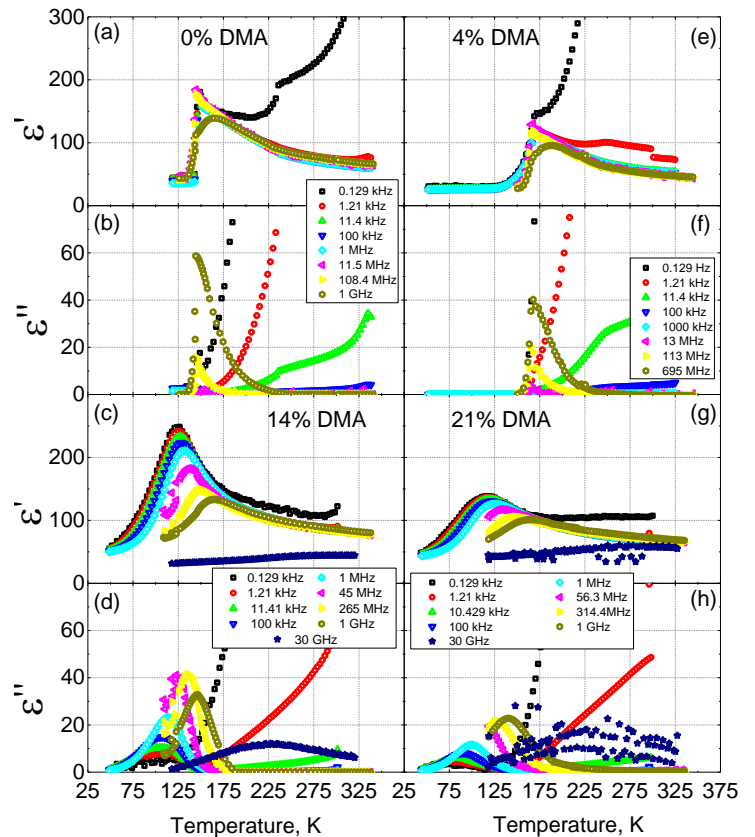 (a) 0% DMA
4% DMA (e)
300
200
100
0
ε'
0.129 kHz
1.21 kHz
11.4 kHz
100 kHz
1 MHz
11.5 MHz
108.4 MHz
1 GHz
(b)
(f)
60
40
20
0
ε''
0.129 Hz
1.21 kHz
11.4 kHz
100 kHz
1000 kHz
13 MHz
113 MHz
695 MHz
(c) 14% DMA
21% DMA (g)
200
100
0
ε'
0.129 kHz 1 MHz
1.21 kHz 45 MHz
11.41 kHz 265 MHz
100 kHz 1 GHz
30 GHz
0.129 kHz 1 MHz
1.21 kHz 56.3 MHz
10.429 kHz 314.4MHz
100 kHz 1 GHz
30 GHz
(d)
(h)
60
40
20
0
ε''
25 75 125 175 225 275 325 25 75 125 175 225 275 325 375
Temperature, K Temperature, K